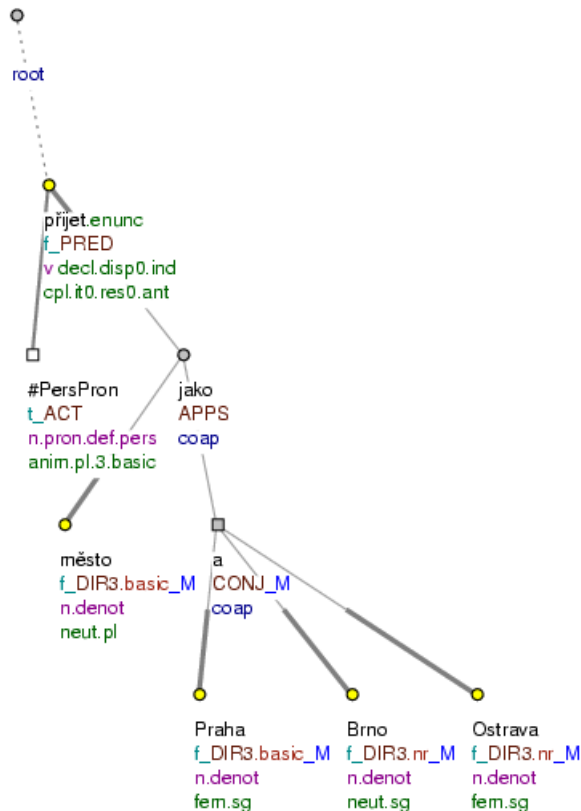 root
přijet.enunc
f_PRED
v decl.disp0.ind
cpl.it0.res0.ant
#PersPron
t_ACT
n.pron.def.pers
anim.pl.3.basic
jako
APPS
coap
město
f_DIR3.basic_M
n.denot
neut.pl
a
CONJ_M
coap
Praha
f_DIR3.basic_M
n.denot
fem.sg
Brno
f_DIR3.nr_M
n.denot
neut.sg
Ostrava
f_DIR3.nr_M
n.denot
fem.sg